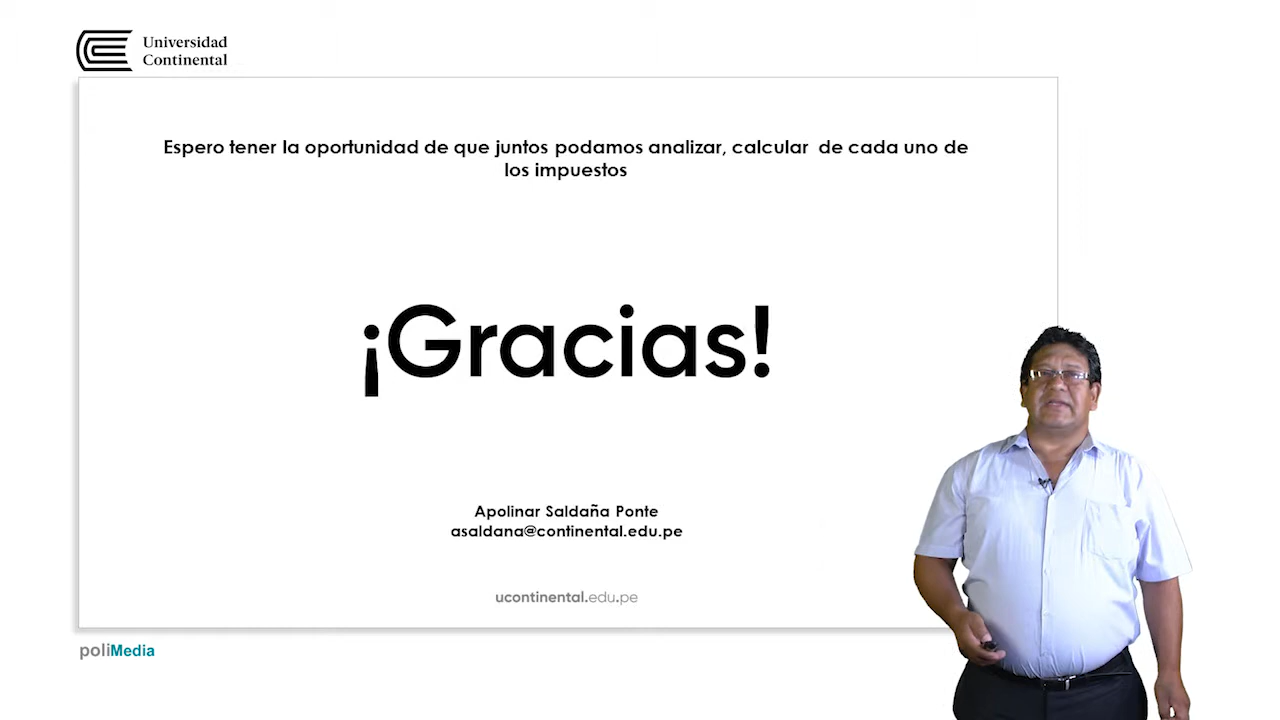 Universidad
Continental
Espero tener la oportunidad de que juntos podamos analizar, calcular  de cada uno de
los impuestos
¡Gracias!
Apolinar Saldaña Ponte
asaldana@continental.edu.pe
ucontinental.edu.pe
poliMedia